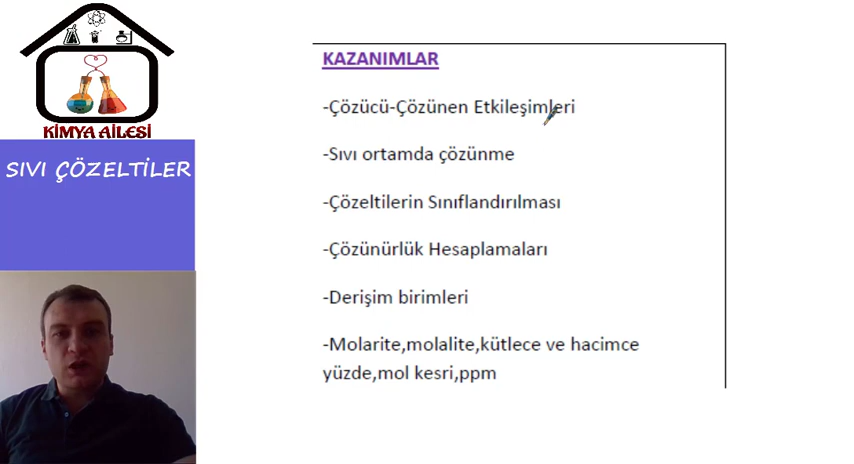 KİMYA AİLESİ
SIVI ÇÖZELTİLER
KAZANIMLAR
-Çözücü-Çözünen Etkileşimleri
-Sıvı ortamda çözünme
-Çözeltilerin Sınıflandırılması
-Çözünürlük Hesaplamaları
-Derişim birimleri
-Molarite,molalite,kütlece ve hacimce
yüzde,mol kesri,ppm